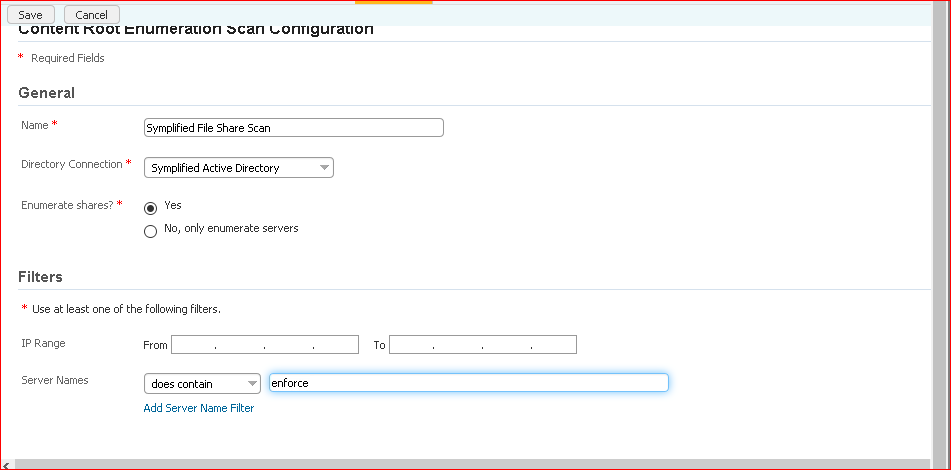 Save Cancel
Content Root Enumeration Scan Configuration
* Required Fields
General
Name * Symplified File Share Scan
Directory Connection * Symplified Active Directory
Enumerate shares? * Yes
No, only enumerate servers
Filters
* Use at least one of the following filters.
IP Range From . . . To . . .
Server Names does contain enforce
Add Server Name Filter